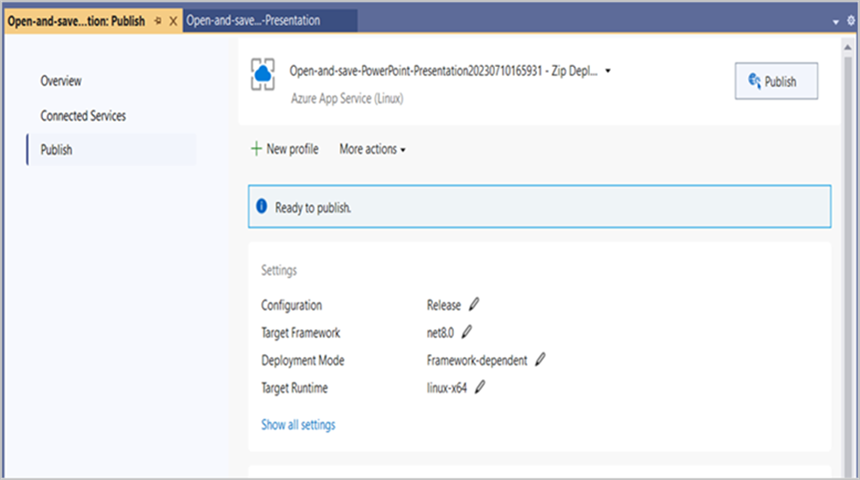 Open-and-save...tion: Publish
Open-and-save...-Presentation
Overview
Connected Services
Publish
Open-and-save-PowerPoint-Presentation20230710165931 - Zip Depl...
Azure App Service (Linux)
Publish
New profile
More actions
Ready to publish.
Settings
Configuration Release
Target Framework net8.0
Deployment Mode Framework-dependent
Target Runtime linux-x64
Show all settings